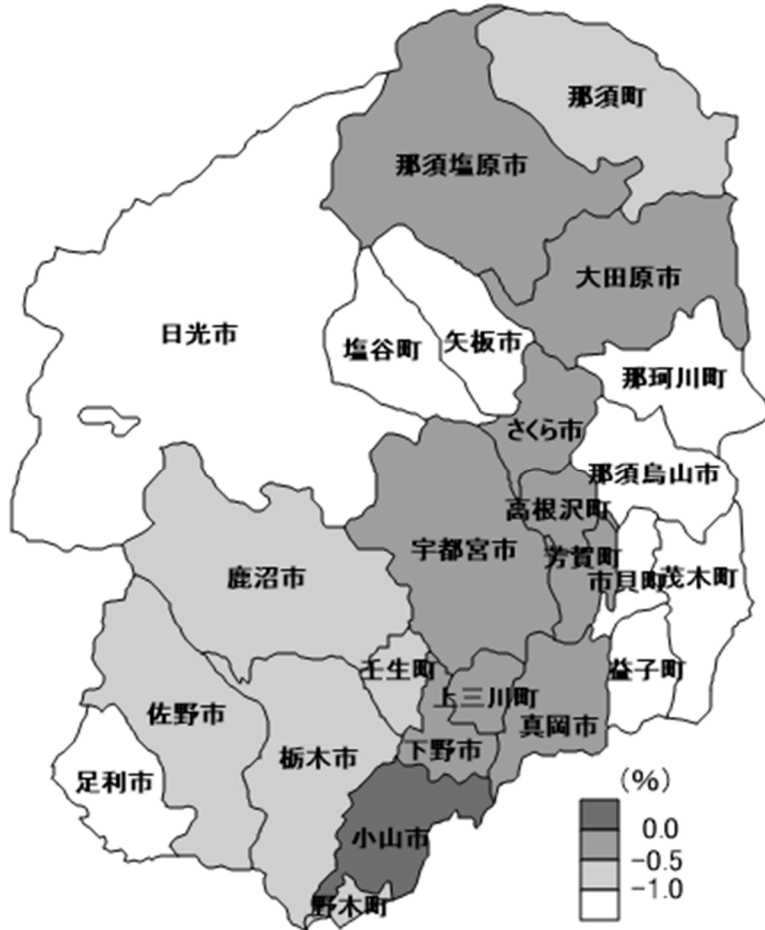 那須町
那須塩原市
大田原市
日光市
塩谷町
矢板市
那珂川町
さくら市
那須烏山市
高根沢町
宇都宮市
芳賀町
市貝町
茂木町
鹿沼市
壬生町
益子町
上三川町
佐野市
真岡市
栃木市
下野市
足利市
(%)
0.0
-0.5
-1.0
小山市
野木町